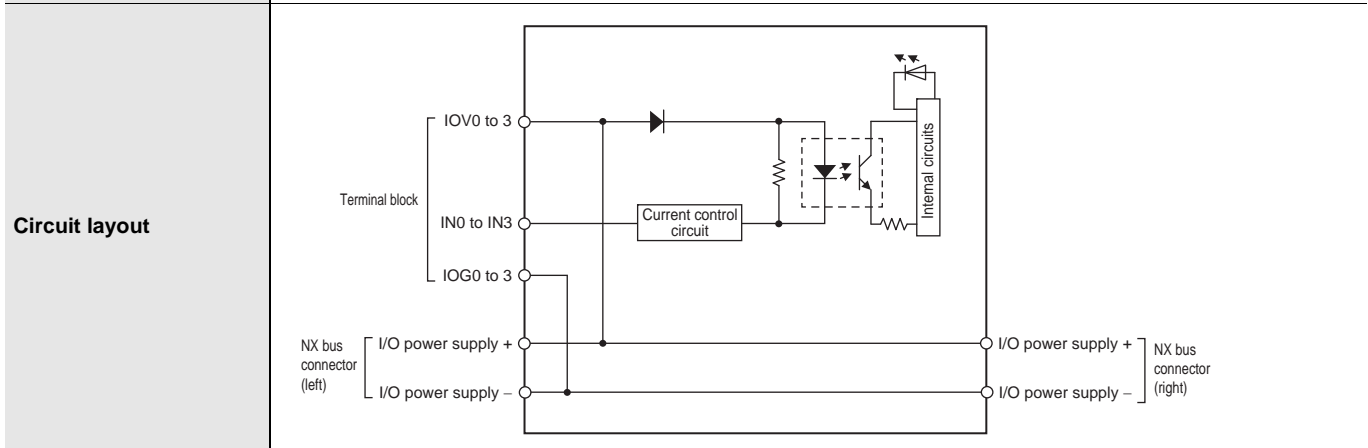 Circuit layout
Terminal block
IOV0 to 3
IN0 to IN3
IOG0 to 3
Current control
circuit
Internal circuits
NX bus
connector
(left)
I/O power supply +
I/O power supply −
I/O power supply +
I/O power supply −
NX bus
connector
(right)